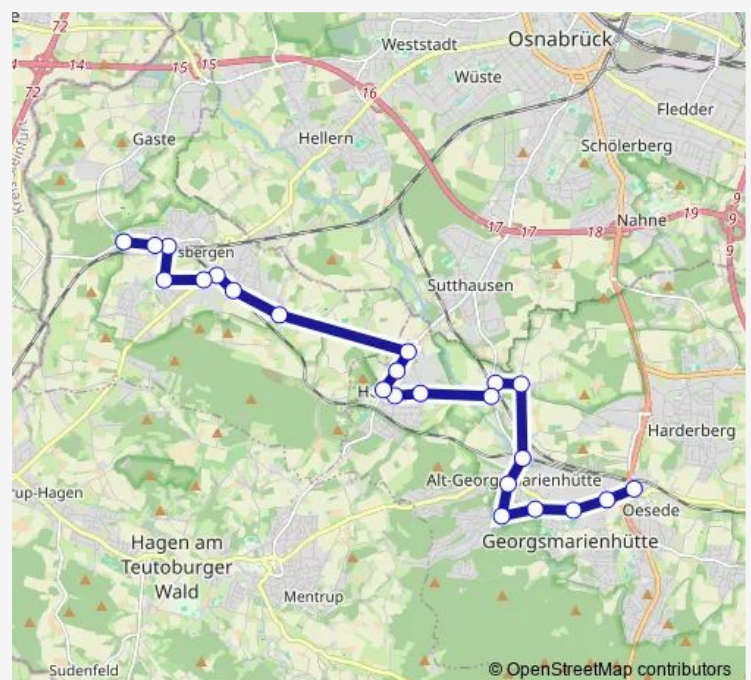 72
Weststadt
Osnabrück
14
15
15
16
Wüste
72
Fledder
Gaste
Hellern
Schölerberg
17
17
18
Nahne
19
9
9
9
sbergen
Sutthausen
Harderberg
Alt-Georgsmarienhütte
rup-Hagen
Oesede
Georgsmarienhütte
Hagen am
Teutoburger
Wald
Mentrup
Sudenfeld
© OpenStreetMap contributors